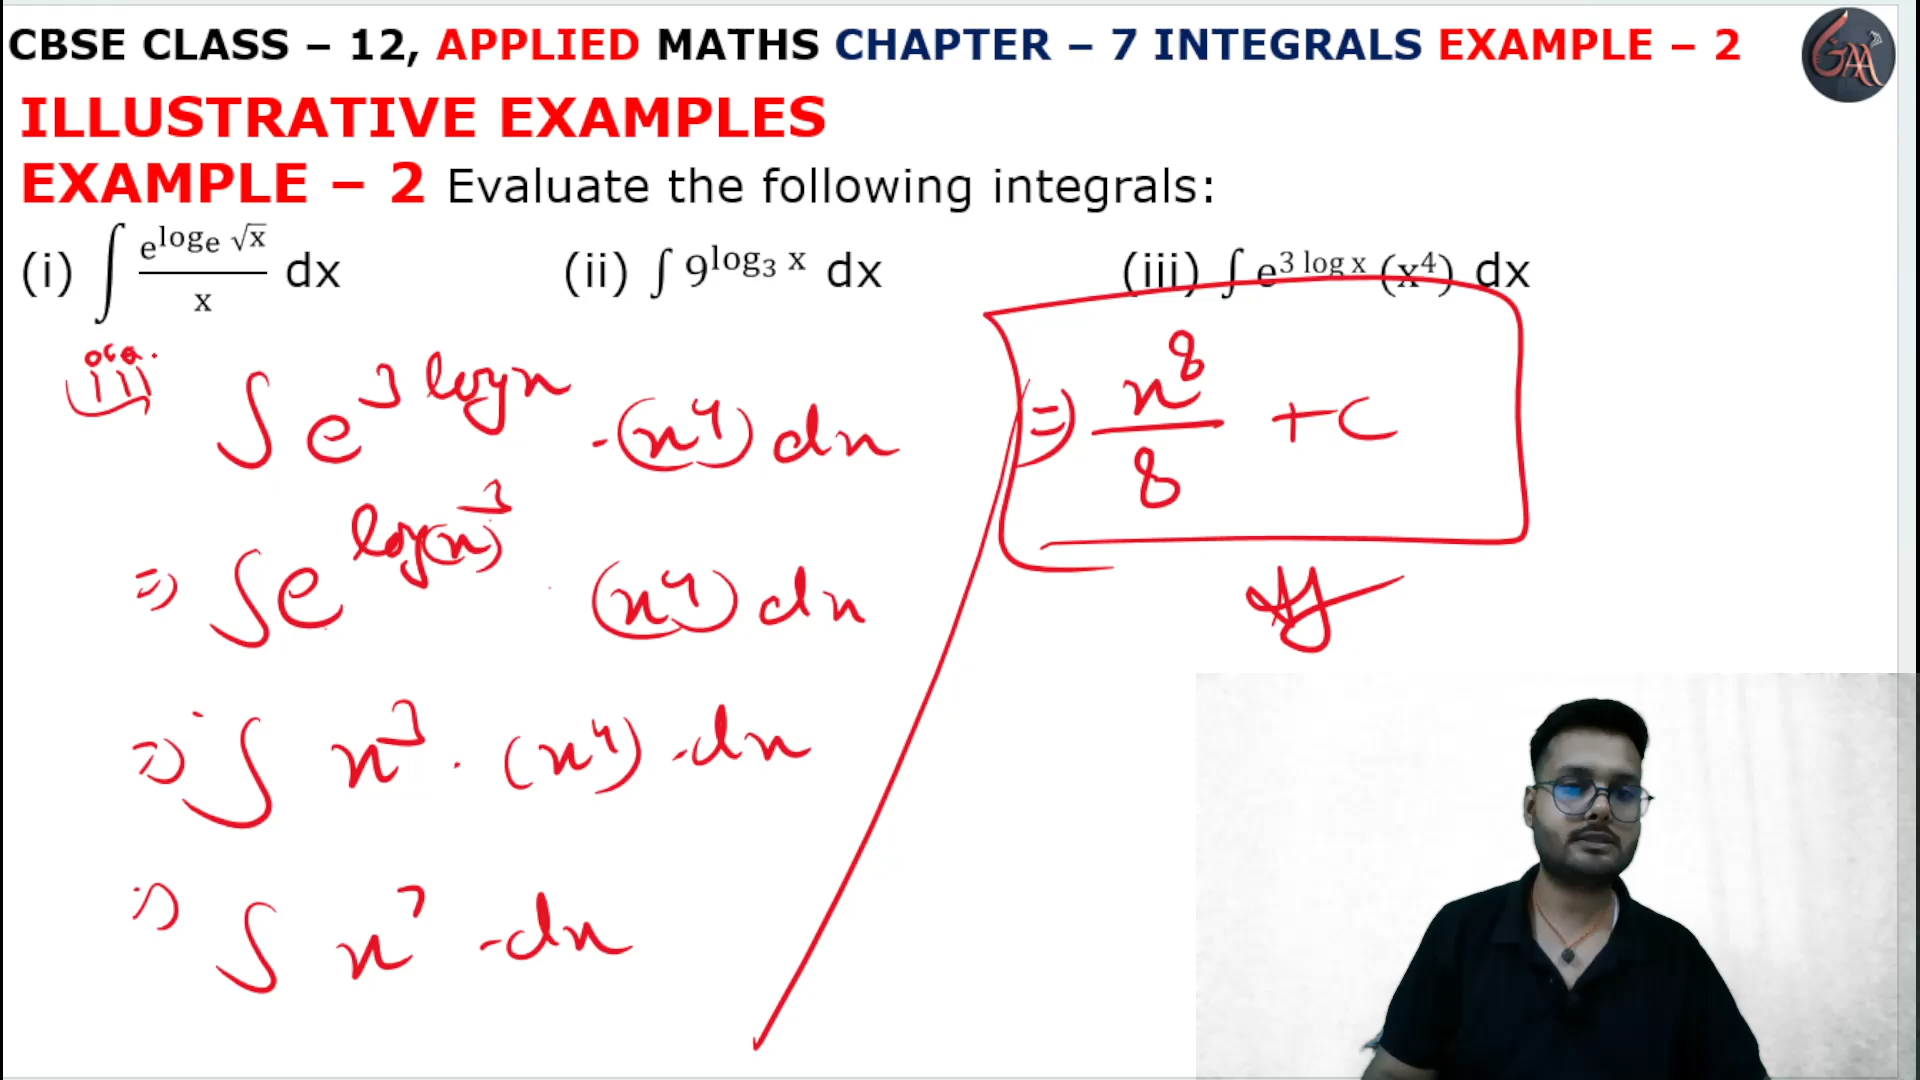 CBSE CLASS – 12, APPLIED MATHS CHAPTER – 7 INTEGRALS EXAMPLE – 2
GAA
ILLUSTRATIVE EXAMPLES
EXAMPLE – 2 Evaluate the following integrals:
(i) ∫ e^(logₑ √x) / x dx (ii) ∫ 9^(log₃ x) dx (iii) ∫ e^(3 log x) (x⁴) dx
iii ∫ e^(3 log x) · (x⁴) dx
⇒ ∫ e^(log(x)³) · (x⁴) dx
⇒ ∫ x³ · (x⁴) · dx
⇒ ∫ x⁷ · dx
⇒ x⁸ / 8 + C